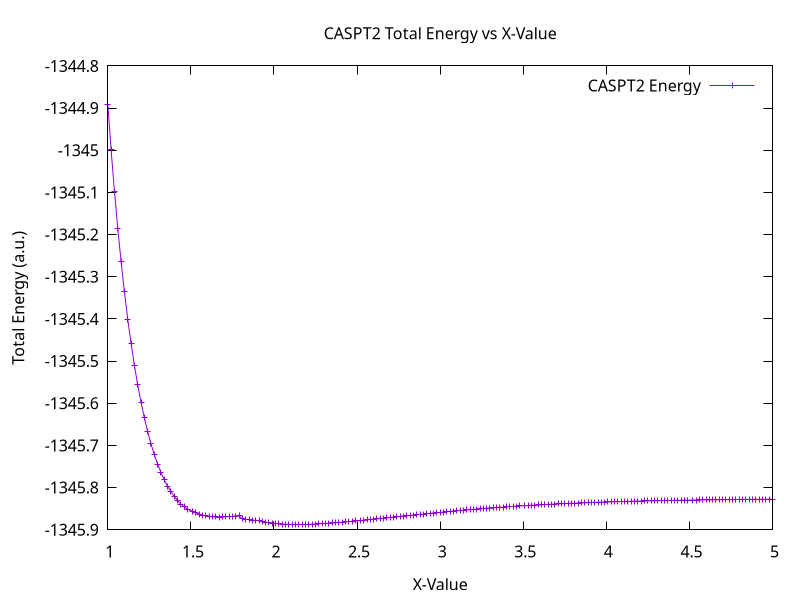 CASPT2 Total Energy vs X-Value
CASPT2 Energy
Total Energy (a.u.)
-1344.8
-1344.9
-1345
-1345.1
-1345.2
-1345.3
-1345.4
-1345.5
-1345.6
-1345.7
-1345.8
-1345.9
1 1.5 2 2.5 3 3.5 4 4.5 5
X-Value